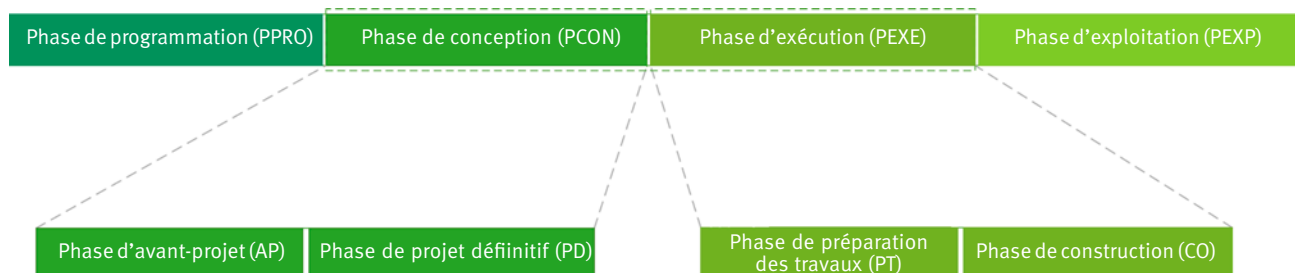 Phase de programmation (PPRO)
Phase de conception (PCON)
Phase d’exécution (PEXE)
Phase d’exploitation (PEXP)
Phase d’avant-projet (AP)
Phase de projet défiinitif (PD)
Phase de préparation
des travaux (PT)
Phase de construction (CO)